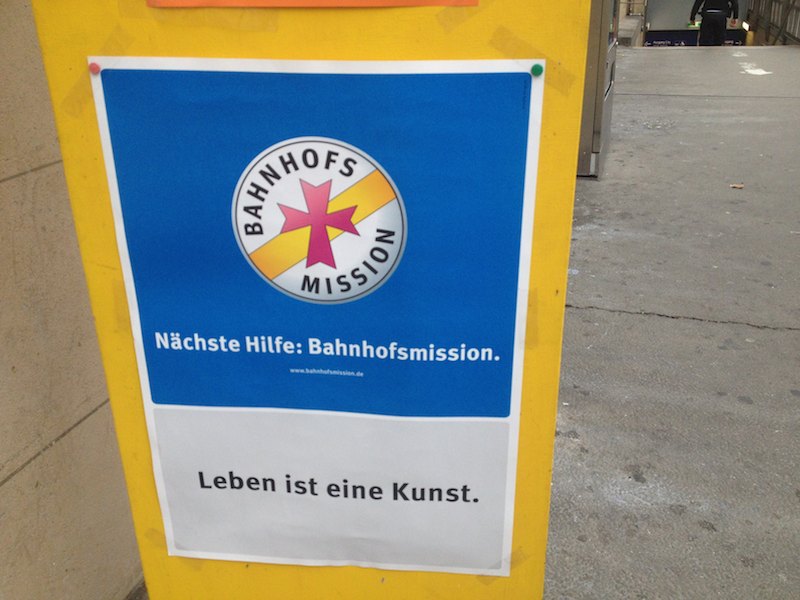 BAHNHOFS
MISSION
Nächste Hilfe: Bahnhofsmission.
www.bahnhofsmission.de
Leben ist eine Kunst.